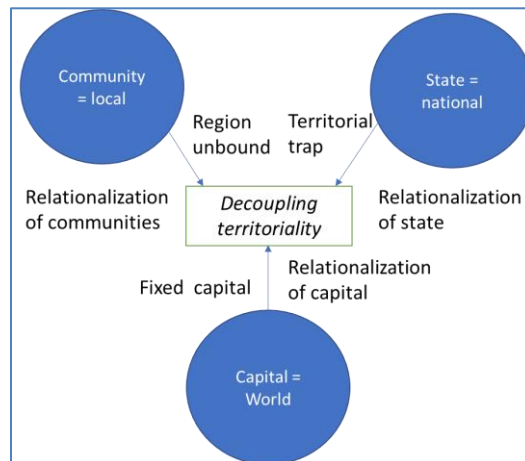 Community
= local
State =
national
Region
unbound
Territorial
trap
Relationalization
of communities
Decoupling
territoriality
Relationalization
of state
Fixed capital
Relationalization
of capital
Capital =
World